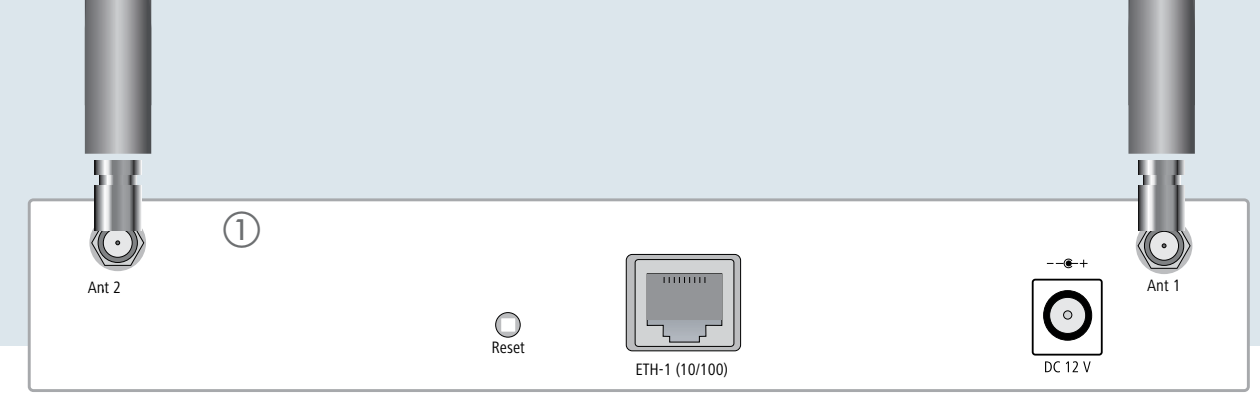 ①
Ant 2
Ant 1
Reset
ETH-1 (10/100)
DC 12 V